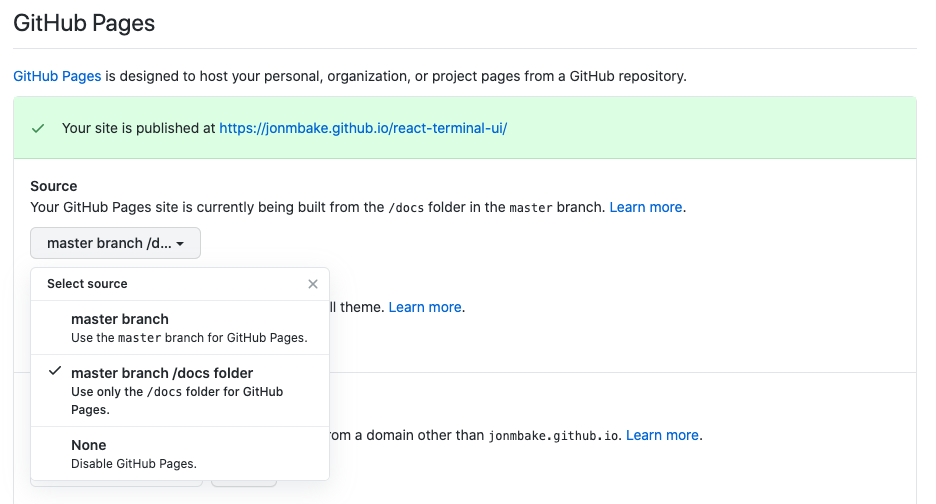 GitHub Pages
GitHub Pages is designed to host your personal, organization, or project pages from a GitHub repository.
Your site is published at https://jonmbake.github.io/react-terminal-ui/
Source
Your GitHub Pages site is currently being built from the /docs folder in the master branch. Learn more.
master branch /d...
Select source
master branch
Use the master branch for GitHub Pages.
ll theme. Learn more.
master branch /docs folder
Use only the /docs folder for GitHub
Pages.
rom a domain other than jonmbake.github.io. Learn more.
None
Disable GitHub Pages.